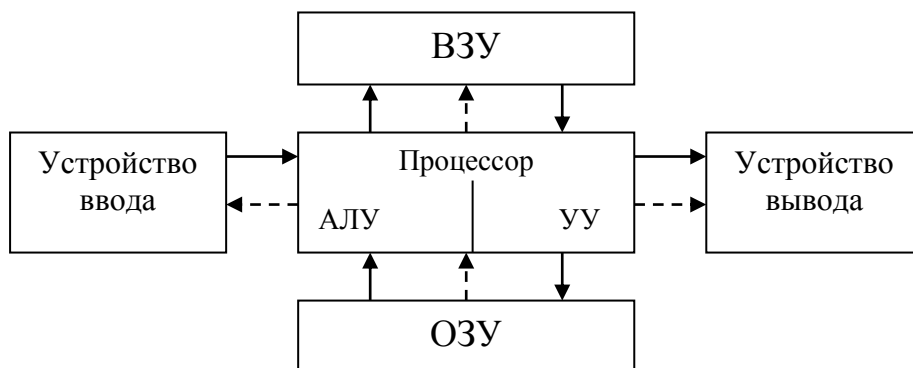 ВЗУ
Устройство
ввода
Процессор
АЛУ УУ
Устройство
вывода
ОЗУ